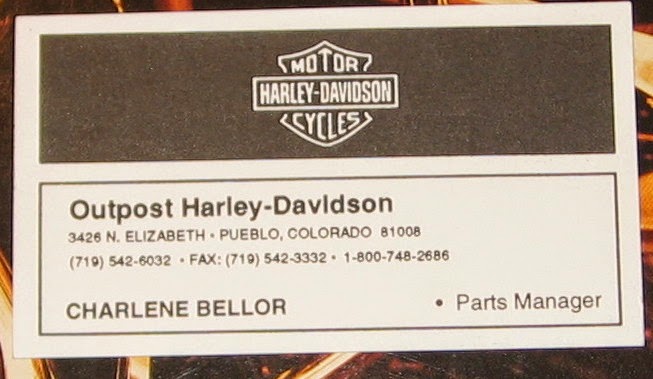 MOTOR
HARLEY-DAVIDSON
CYCLES
Outpost Harley-Davidson
3426 N. ELIZABETH • PUEBLO, COLORADO 81008
(719) 542-6032 • FAX: (719) 542-3332 • 1-800-748-2686
CHARLENE BELLOR • Parts Manager